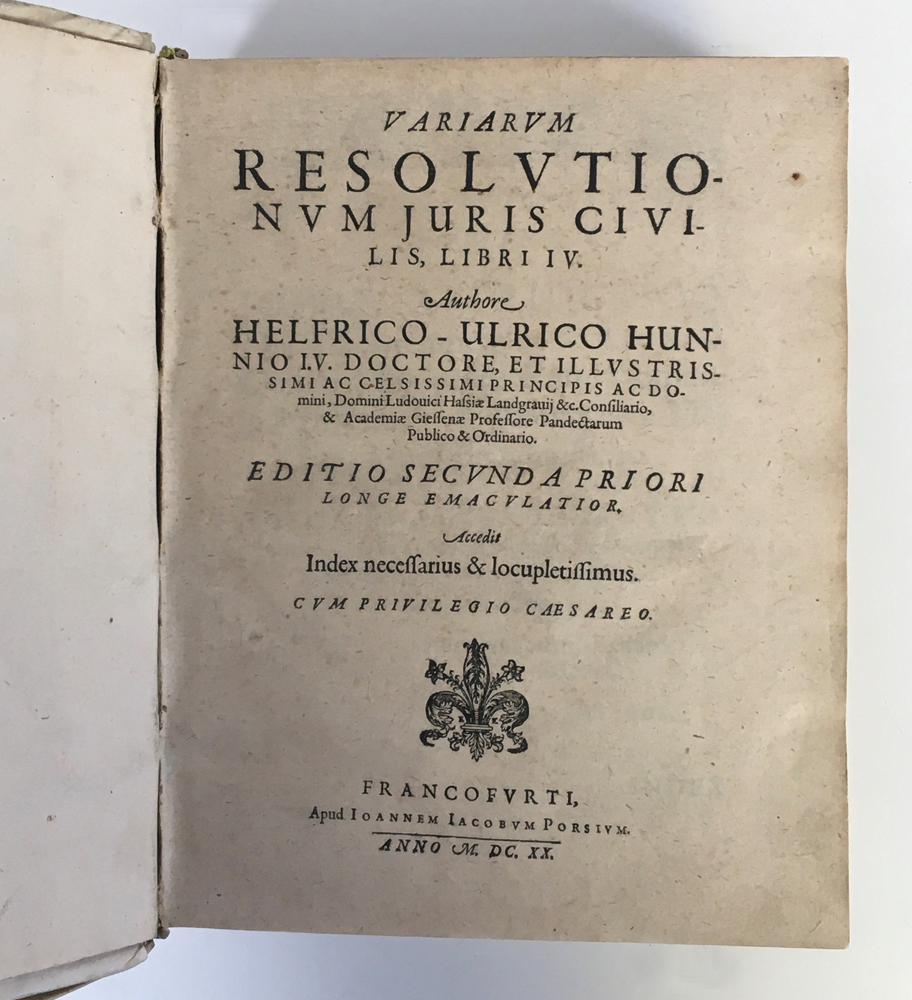 VARIARVM
RESOLVTIO-
NVM JURIS CIVI-
LIS, LIBRI IV.
Authore
HELFRICO - ULRICO HUN-
NIO I.V. DOCTORE, ET ILLVSTRIS-
SIMI AC CELSISSIMI PRINCIPIS AC DO-
mini, Domini Ludouici Haſsiæ Landgrauij &c. Conſiliario,
& Academiæ Gieſſenæ Profeſſore Pandectarum
Publico & Ordinario.
EDITIO SECVNDA PRIORI
LONGE EMACVLATIOR.
Accedit
Index neceſſarius & locupletiſſimus.
CVM PRIVILEGIO CAESAREO.
FRANCOFVRTI,
Apud IOANNEM IACOBVM PORSIVM.
ANNO M. DC. XX.